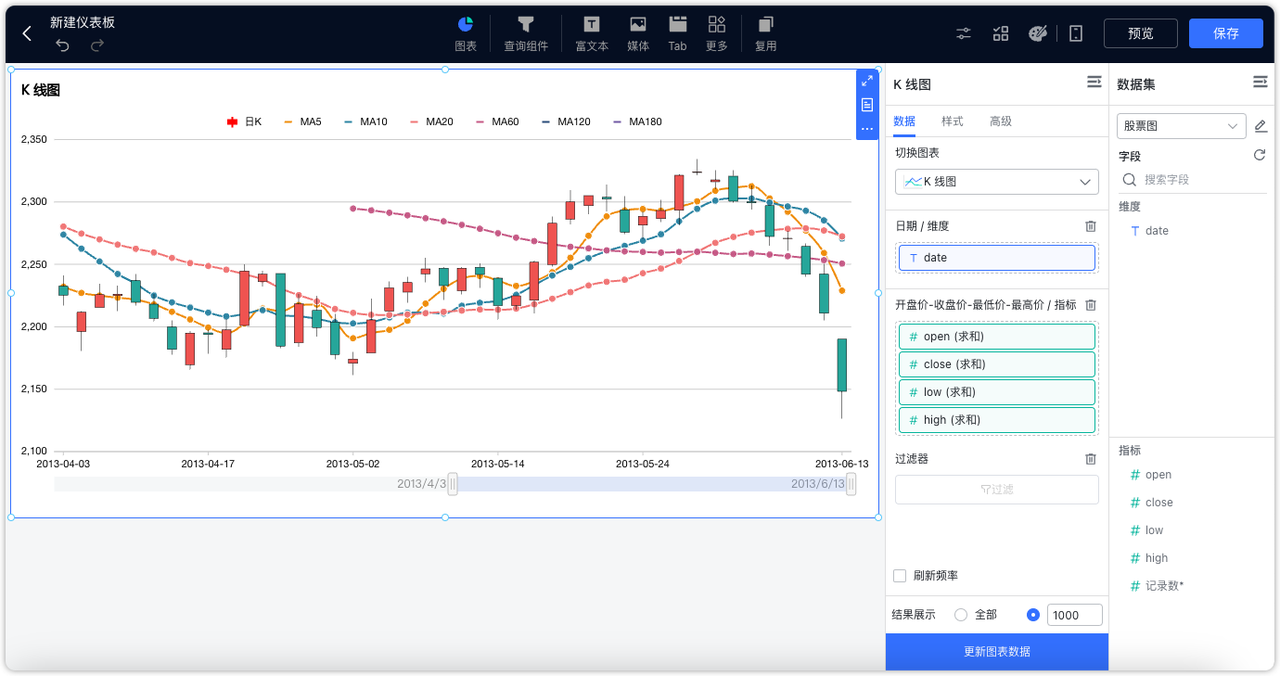 新建仪表板
图表
查询组件
富文本
媒体
Tab
更多
复用
预览
保存
K 线图
日K
MA5
MA10
MA20
MA60
MA120
MA180
2,350
2,300
2,250
2,200
2,150
2,100
2013-04-03
2013-04-17
2013-05-02
2013-05-14
2013-05-24
2013-06-13
2013/4/3
2013/6/13
K 线图
数据
样式
高级
切换图表
K 线图
日期 / 维度
T date
开盘价-收盘价-最低价-最高价 / 指标
# open (求和)
# close (求和)
# low (求和)
# high (求和)
过滤器
过滤
刷新频率
结果展示
全部
1000
更新图表数据
数据集
股票图
字段
搜索字段
维度
T date
指标
# open
# close
# low
# high
# 记录数*